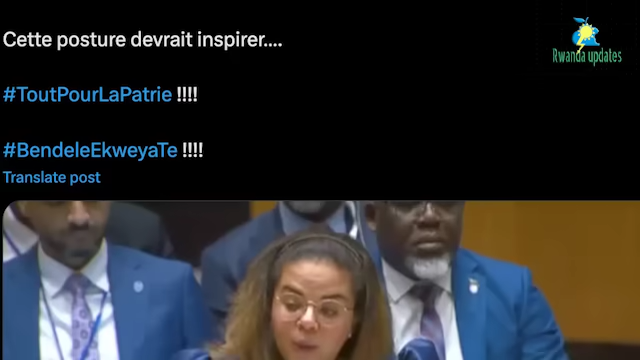 Cette posture devrait inspirer....
Rwanda updates
#ToutPourLaPatrie !!!!
#BendeleEkweyaTe !!!!
Translate post